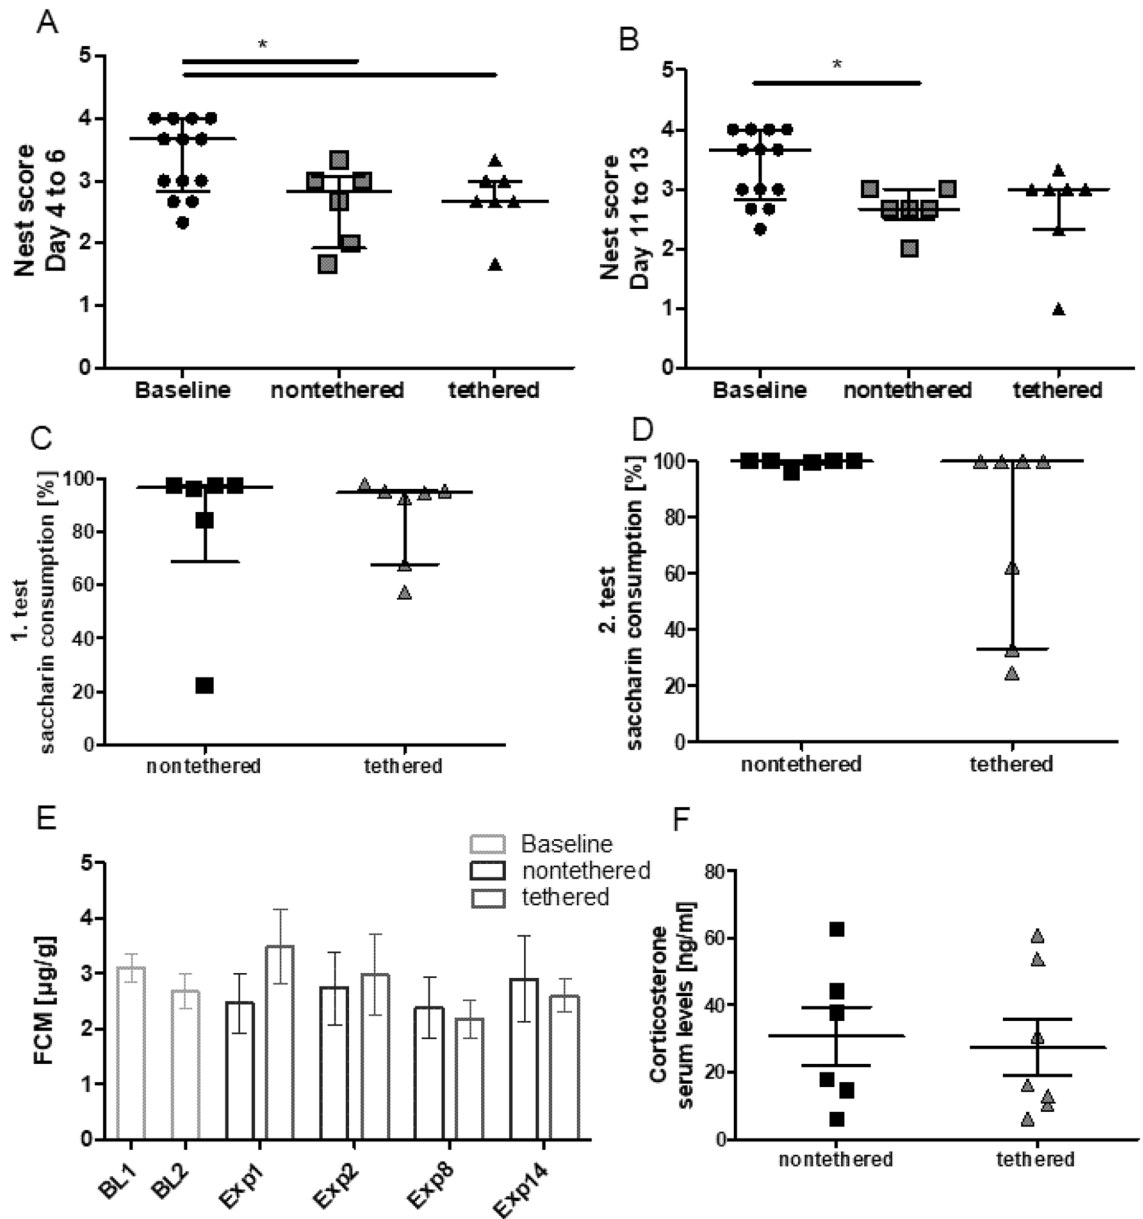 A
Nest score
Day 4 to 6
5
4
3
2
1
0
*
Baseline
nontethered
tethered
B
Nest score
Day 11 to 13
5
4
3
2
1
0
*
Baseline
nontethered
tethered
C
1. test
saccharin consumption [%]
100
80
60
40
20
0
nontethered
tethered
D
2. test
saccharin consumption [%]
100
80
60
40
20
0
nontethered
tethered
E
Baseline
nontethered
tethered
FCM [µg/g]
5
4
3
2
1
0
BL1
BL2
Exp1
Exp2
Exp8
Exp14
F
Corticosterone
serum levels [ng/ml]
80
60
40
20
0
nontethered
tethered